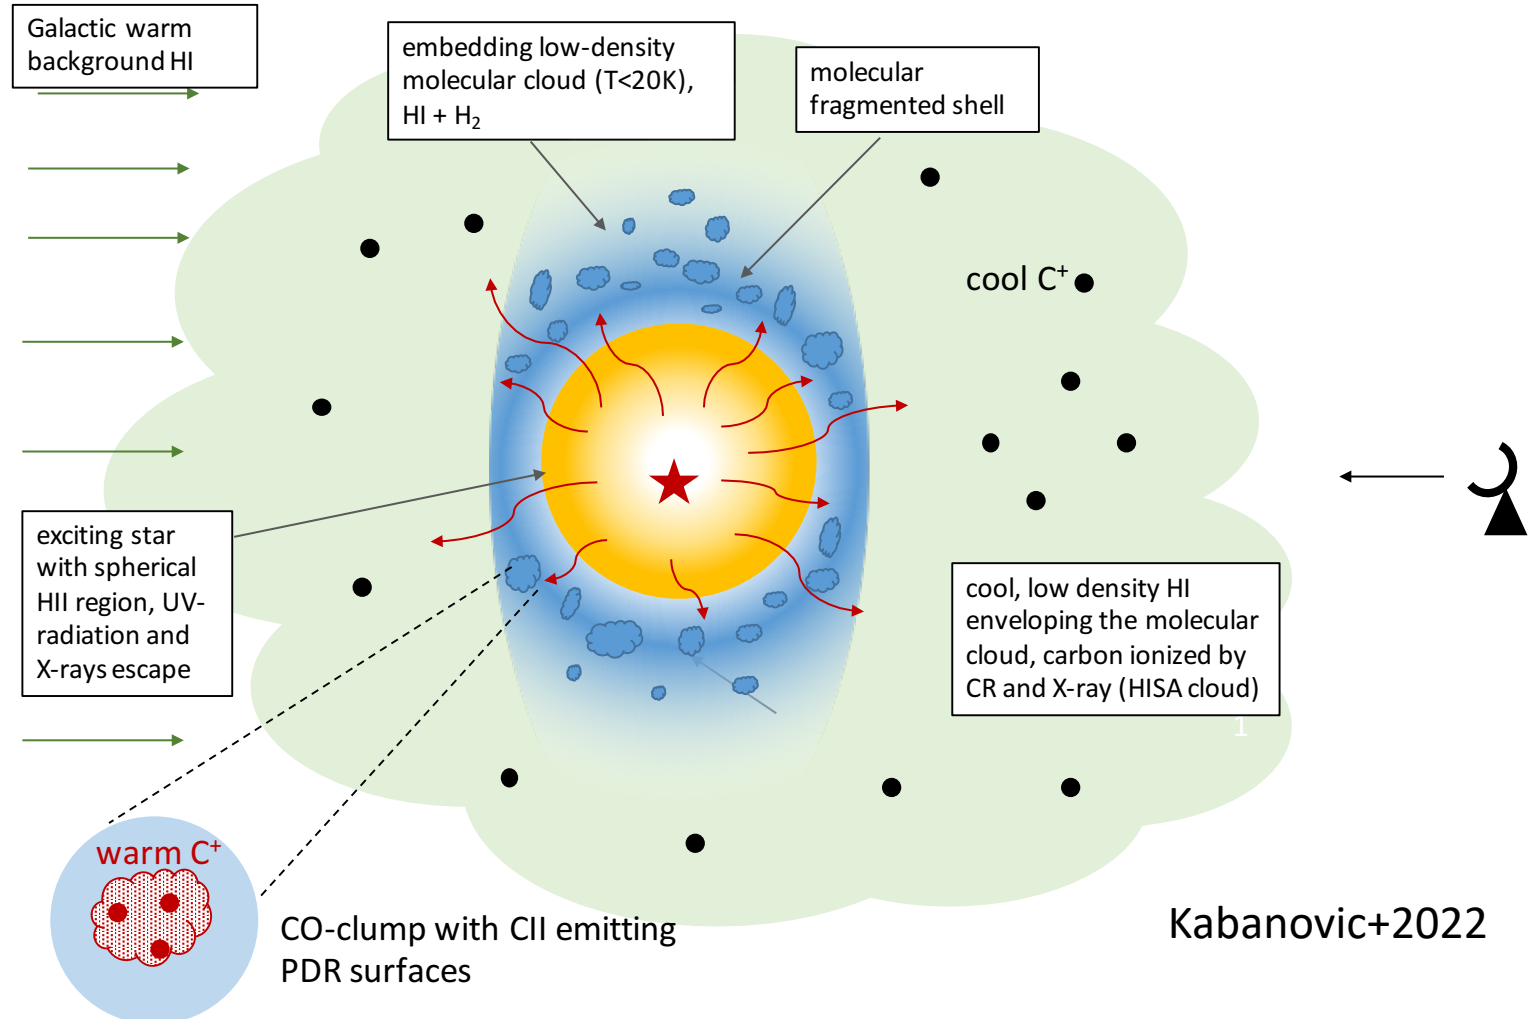 Galactic warm
background HI
embedding low-density
molecular cloud (T<20K),
HI + H₂
molecular
fragmented shell
cool C⁺
exciting star
with spherical
HII region, UV-
radiation and
X-rays escape
cool, low density HI
enveloping the molecular
cloud, carbon ionized by
CR and X-ray (HISA cloud)
1
warm C⁺
CO-clump with CII emitting
PDR surfaces
Kabanovic+2022